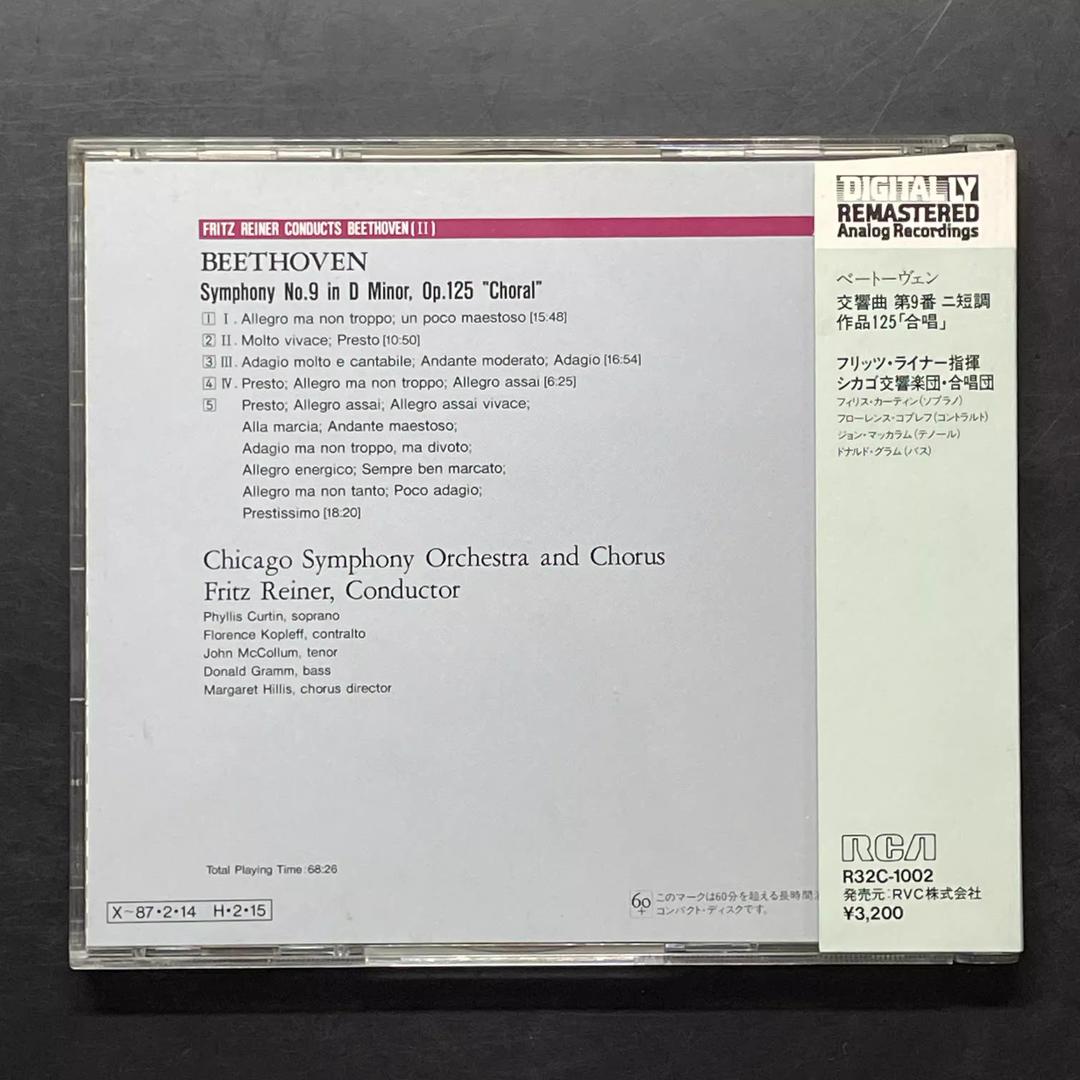 FRITZ REINER CONDUCTS BEETHOVEN(II)
BEETHOVEN
Symphony No.9 in D Minor, Op.125 "Choral"
1 I. Allegro ma non troppo; un poco maestoso [15:48]
2 II. Molto vivace; Presto [10:50]
3 III. Adagio molto e cantabile; Andante moderato; Adagio [16:54]
4 IV. Presto; Allegro ma non troppo; Allegro assai [6:25]
5 Presto; Allegro assai; Allegro assai vivace;
Alla marcia; Andante maestoso;
Adagio ma non troppo, ma divoto;
Allegro energico; Sempre ben marcato;
Allegro ma non tanto; Poco adagio;
Prestissimo [18:20]
Chicago Symphony Orchestra and Chorus
Fritz Reiner, Conductor
Phyllis Curtin, soprano
Florence Kopleff, contralto
John McCollum, tenor
Donald Gramm, bass
Margaret Hillis, chorus director
Total Playing Time:68:26
X~87・2・14 H・2・15
60+ このマークは60分を超える長時間
コンパクト・ディスクです。
DIGITALLY
REMASTERED
Analog Recordings
ベートーヴェン
交響曲 第9番 ニ短調
作品125「合唱」
フリッツ・ライナー指揮
シカゴ交響楽団・合唱団
フィリス・カーティン(ソプラノ)
フローレンス・コプレフ(コントラルト)
ジョン・マッカラム(テノール)
ドナルド・グラム(バス)
RCA
R32C-1002
発売元:RVC株式会社
¥3,200